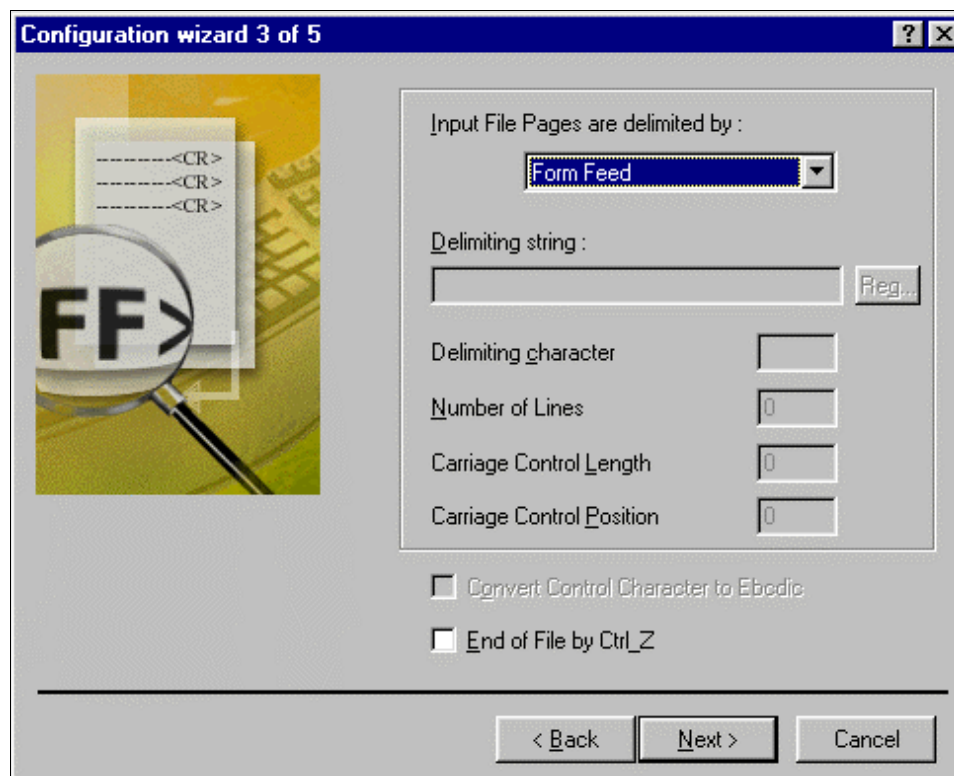 Configuration wizard 3 of 5
---------<CR>
---------<CR>
---------<CR>
FF>
Input File Pages are delimited by :
Form Feed
Delimiting string :
Reg...
Delimiting character
Number of Lines 0
Carriage Control Length 0
Carriage Control Position 0
Convert Control Character to Ebcdic
End of File by Ctrl_Z
< Back Next > Cancel